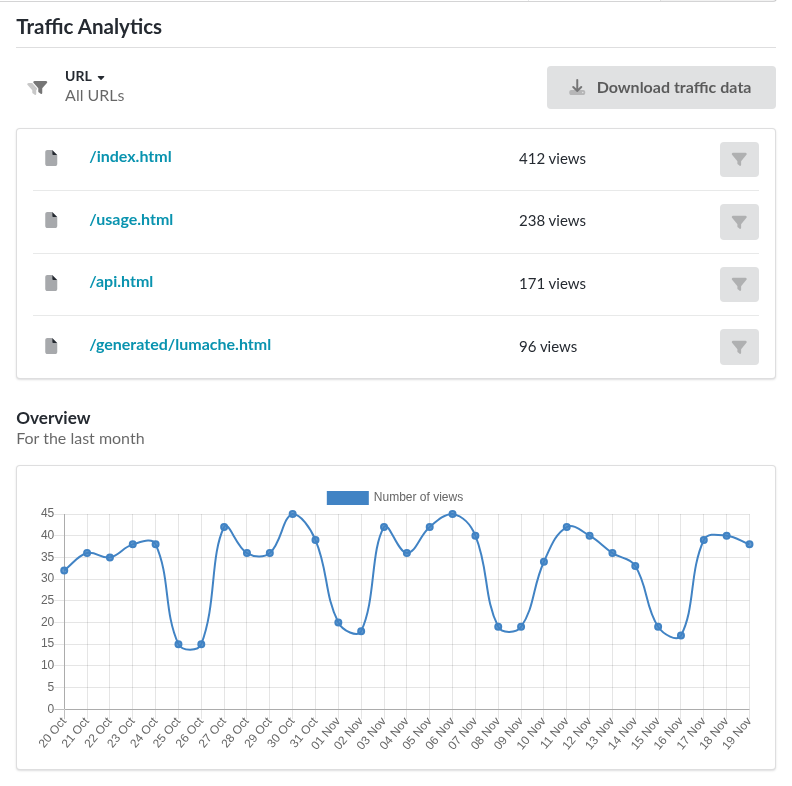 Traffic Analytics
URL
All URLs
Download traffic data
/index.html 412 views
/usage.html 238 views
/api.html 171 views
/generated/lumache.html 96 views
Overview
For the last month
Number of views
45
40
35
30
25
20
15
10
5
0
20 Oct 21 Oct 22 Oct 23 Oct 24 Oct 25 Oct 26 Oct 27 Oct 28 Oct 29 Oct 30 Oct 31 Oct 01 Nov 02 Nov 03 Nov 04 Nov 05 Nov 06 Nov 07 Nov 08 Nov 09 Nov 10 Nov 11 Nov 12 Nov 13 Nov 14 Nov 15 Nov 16 Nov 17 Nov 18 Nov 19 Nov